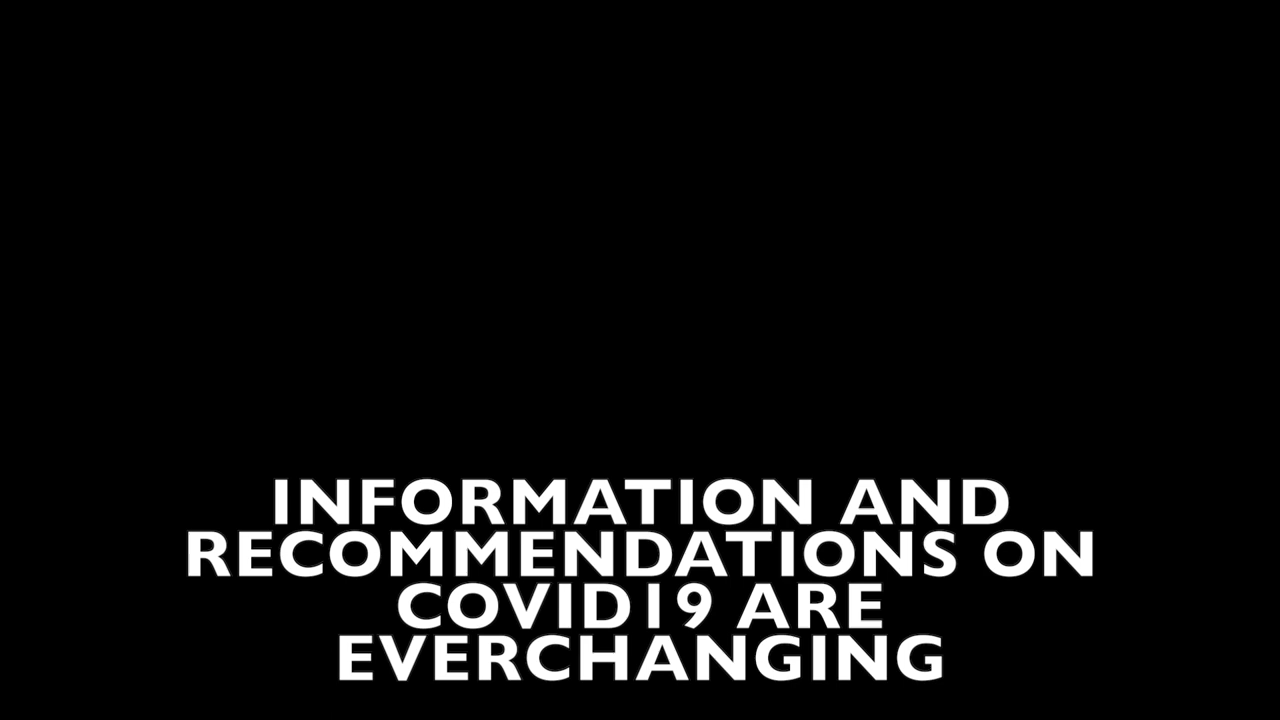 INFORMATION AND
RECOMMENDATIONS ON
COVID19 ARE
EVERCHANGING